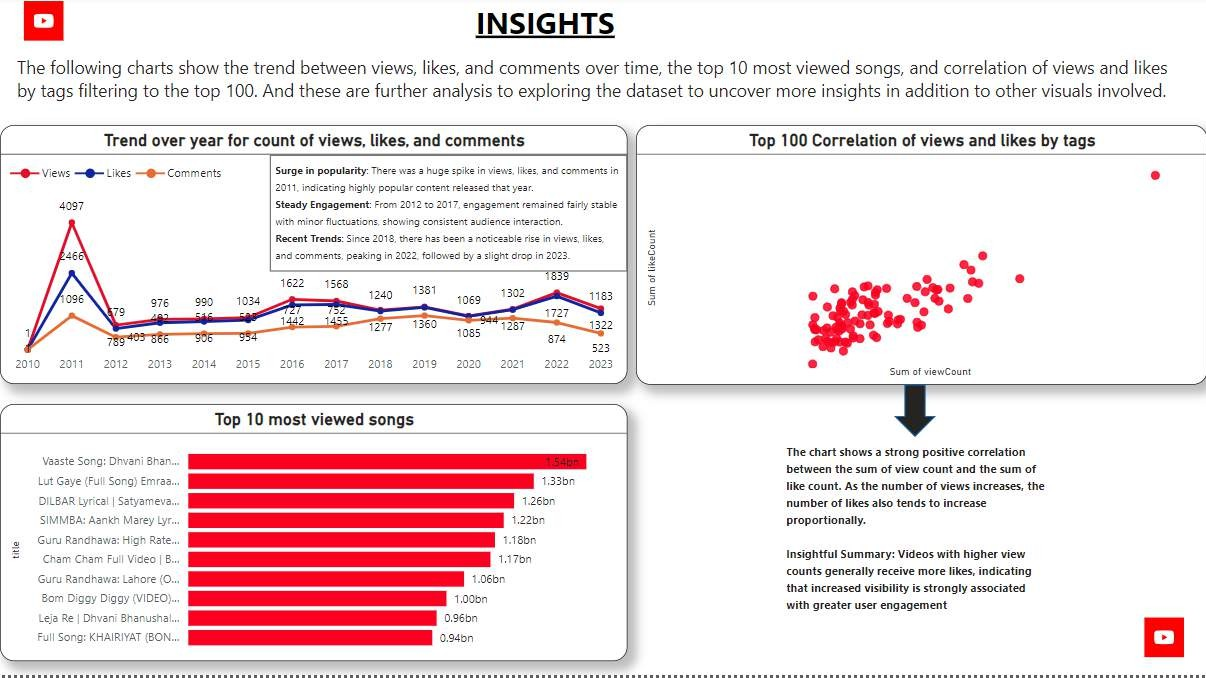 INSIGHTS
The following charts show the trend between views, likes, and comments over time, the top 10 most viewed songs, and correlation of views and likes
by tags filtering to the top 100. And these are further analysis to exploring the dataset to uncover more insights in addition to other visuals involved.
Trend over year for count of views, likes, and comments
Views Likes Comments
Surge in popularity: There was a huge spike in views, likes, and comments in
2011, indicating highly popular content released that year.
Steady Engagement: From 2012 to 2017, engagement remained fairly stable
with minor fluctuations, showing consistent audience interaction.
Recent Trends: Since 2018, there has been a noticeable rise in views, likes,
and comments, peaking in 2022, followed by a slight drop in 2023.
4097
2466
1096
1
679
789
403
976
866
990
906
1034
954
1622
727
1442
1568
752
1455
1240
1277
1381
1360
1069
1085
944
1302
1287
1839
1727
874
1183
1322
523
2010 2011 2012 2013 2014 2015 2016 2017 2018 2019 2020 2021 2022 2023
Top 100 Correlation of views and likes by tags
Sum of likeCount
Sum of viewCount
The chart shows a strong positive correlation
between the sum of view count and the sum of
like count. As the number of views increases, the
number of likes also tends to increase
proportionally.
Insightful Summary: Videos with higher view
counts generally receive more likes, indicating
that increased visibility is strongly associated
with greater user engagement
Top 10 most viewed songs
title
Vaaste Song: Dhvani Bhan... 1.54bn
Lut Gaye (Full Song) Emraa... 1.33bn
DILBAR Lyrical | Satyameva... 1.26bn
SIMMBA: Aankh Marey Lyr... 1.22bn
Guru Randhawa: High Rate... 1.18bn
Cham Cham Full Video | B... 1.17bn
Guru Randhawa: Lahore (O... 1.06bn
Bom Diggy Diggy (VIDEO)... 1.00bn
Leja Re | Dhvani Bhanushal... 0.96bn
Full Song: KHAIRIYAT (BON... 0.94bn